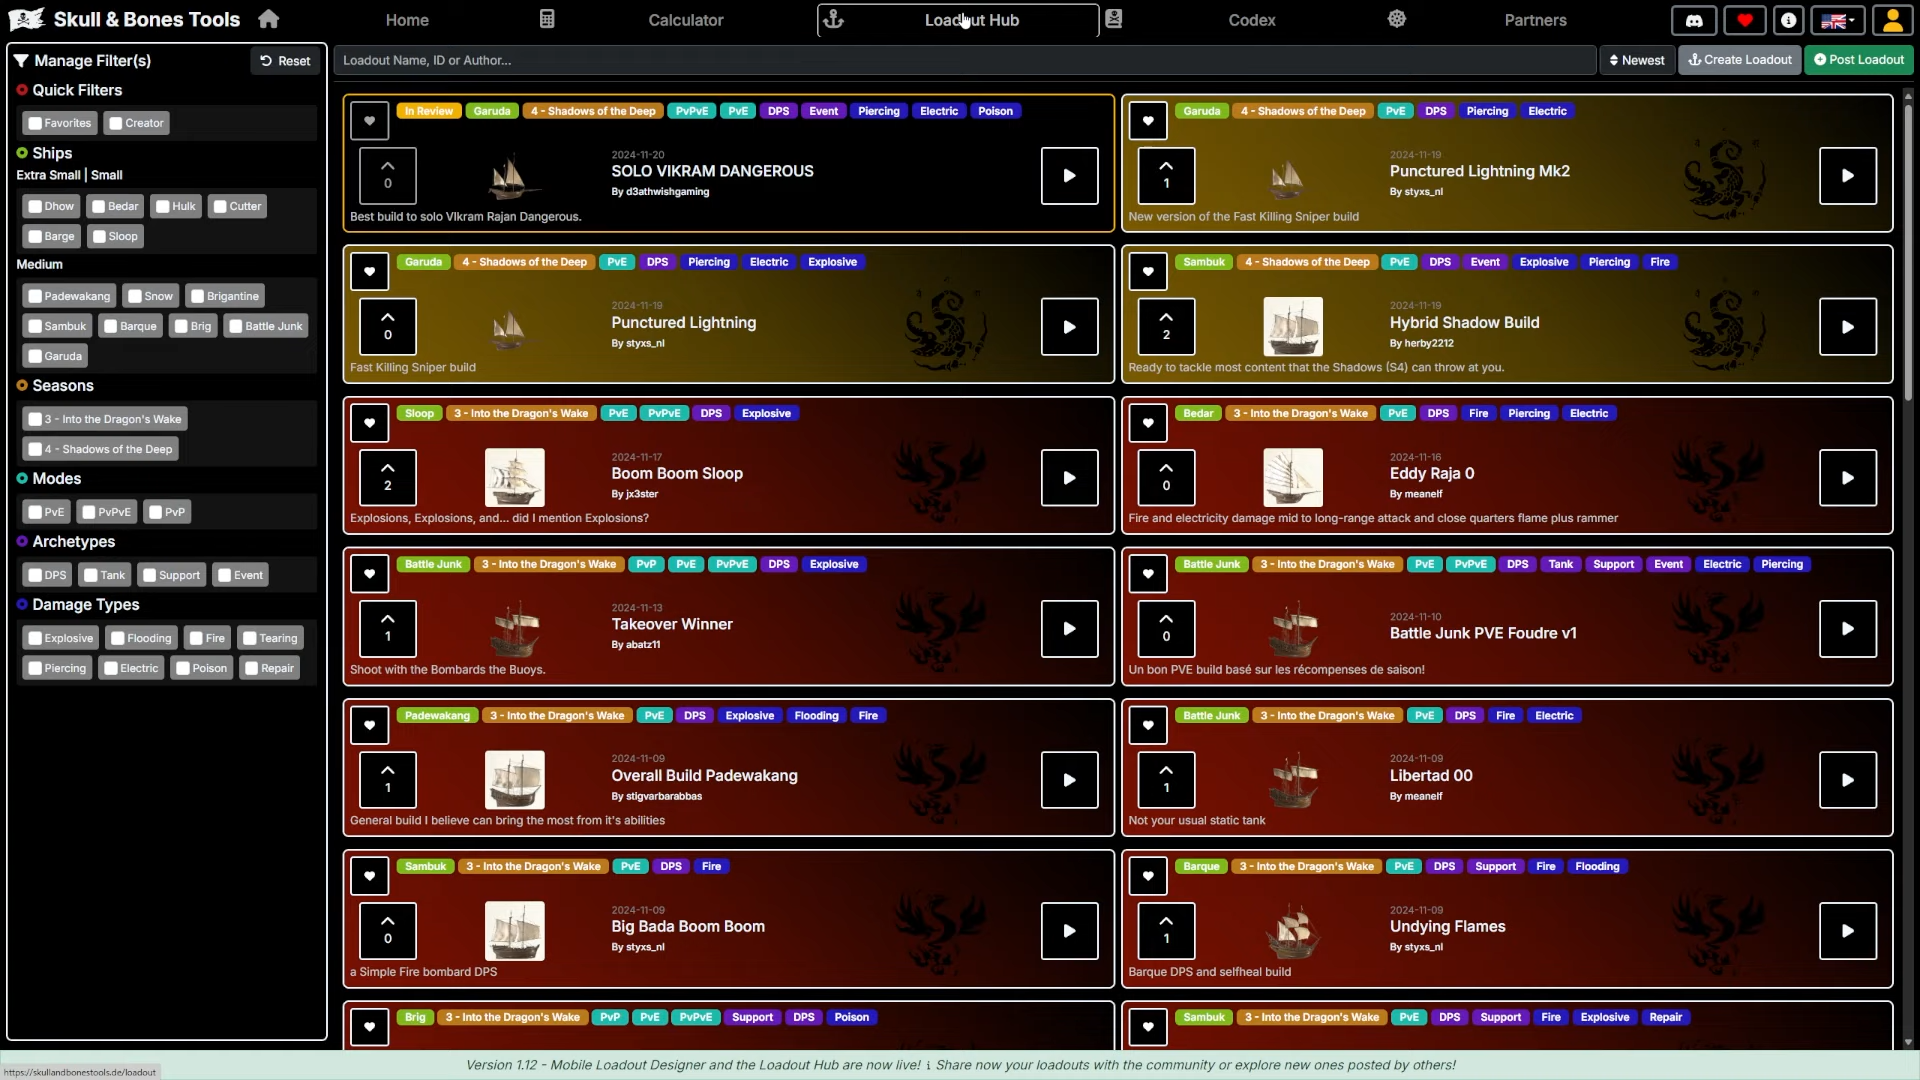 Skull & Bones Tools
Home
Calculator
Loadout Hub
Codex
Partners
Manage Filter(s)
Reset
Loadout Name, ID or Author...
Newest
Create Loadout
Post Loadout
Quick Filters
Favorites
Creator
Ships
Extra Small | Small
Dhow
Bedar
Hulk
Cutter
Barge
Sloop
Medium
Padewakang
Snow
Brigantine
Sambuk
Barque
Brig
Battle Junk
Garuda
Seasons
3 - Into the Dragon's Wake
4 - Shadows of the Deep
Modes
PvE
PvPvE
PvP
Archetypes
DPS
Tank
Support
Event
Damage Types
Explosive
Flooding
Fire
Tearing
Piercing
Electric
Poison
Repair
In Review Garuda 4 - Shadows of the Deep PvPvE PvE DPS Event Piercing Electric Poison
2024-11-20
0
SOLO VIKRAM DANGEROUS
By d3athwishgaming
Best build to solo VIkram Rajan Dangerous.
Garuda 4 - Shadows of the Deep PvE DPS Piercing Electric
2024-11-19
1
Punctured Lightning Mk2
By styxs_nl
New version of the Fast Killing Sniper build
Garuda 4 - Shadows of the Deep PvE DPS Piercing Electric Explosive
2024-11-19
0
Punctured Lightning
By styxs_nl
Fast Killing Sniper build
Sambuk 4 - Shadows of the Deep PvE DPS Event Explosive Piercing Fire
2024-11-19
2
Hybrid Shadow Build
By herby2212
Ready to tackle most content that the Shadows (S4) can throw at you.
Sloop 3 - Into the Dragon's Wake PvE PvPvE DPS Explosive
2024-11-17
2
Boom Boom Sloop
By jx3ster
Explosions, Explosions, and... did I mention Explosions?
Bedar 3 - Into the Dragon's Wake PvE DPS Fire Piercing Electric
2024-11-16
0
Eddy Raja 0
By meanelf
Fire and electricity damage mid to long-range attack and close quarters flame plus rammer
Battle Junk 3 - Into the Dragon's Wake PvP PvE PvPvE DPS Explosive
2024-11-13
1
Takeover Winner
By abatz11
Shoot with the Bombards the Buoys.
Battle Junk 3 - Into the Dragon's Wake PvE PvPvE DPS Tank Support Event Electric Piercing
2024-11-10
0
Battle Junk PVE Foudre v1
Un bon PVE build basé sur les récompenses de saison!
Padewakang 3 - Into the Dragon's Wake PvE DPS Explosive Flooding Fire
2024-11-09
1
Overall Build Padewakang
By stigvarbarabbas
General build I believe can bring the most from it's abilities
Battle Junk 3 - Into the Dragon's Wake PvE DPS Fire Electric
2024-11-09
1
Libertad 00
By meanelf
Not your usual static tank
Sambuk 3 - Into the Dragon's Wake PvE DPS Fire
2024-11-09
0
Big Bada Boom Boom
By styxs_nl
a Simple Fire bombard DPS
Barque 3 - Into the Dragon's Wake PvE DPS Support Fire Flooding
2024-11-09
1
Undying Flames
By styxs_nl
Barque DPS and selfheal build
Brig 3 - Into the Dragon's Wake PvP PvE PvPvE Support DPS Poison
Sambuk 3 - Into the Dragon's Wake PvE DPS Support Fire Explosive Repair
Version 1.12 - Mobile Loadout Designer and the Loadout Hub are now live! ℹ Share now your loadouts with the community or explore new ones posted by others!
https://skullandbonestools.de/loadout